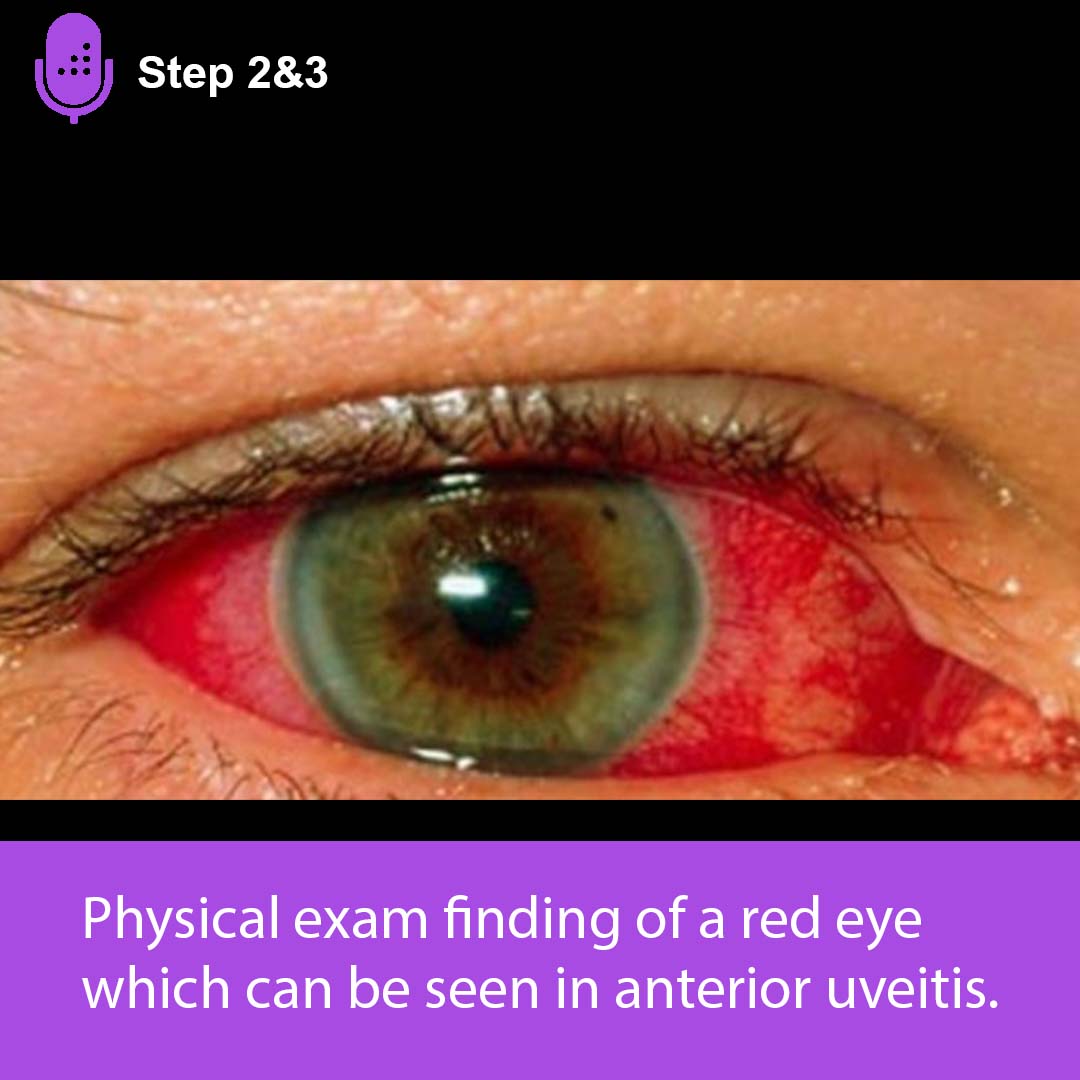 Step 2&3
Physical exam finding of a red eye
which can be seen in anterior uveitis.